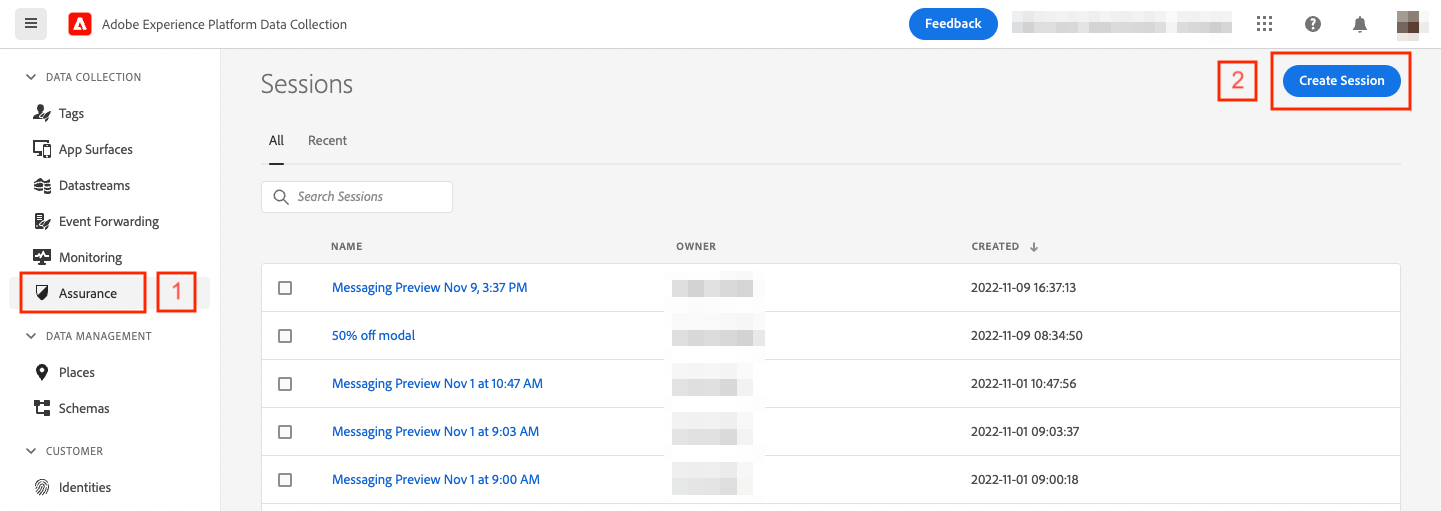 Adobe Experience Platform Data Collection
Feedback
DATA COLLECTION
Tags
App Surfaces
Datastreams
Event Forwarding
Monitoring
Assurance
1
DATA MANAGEMENT
Places
Schemas
CUSTOMER
Identities
Sessions
2
Create Session
All Recent
Search Sessions
NAME OWNER CREATED
Messaging Preview Nov 9, 3:37 PM 2022-11-09 16:37:13
50% off modal 2022-11-09 08:34:50
Messaging Preview Nov 1 at 10:47 AM 2022-11-01 10:47:56
Messaging Preview Nov 1 at 9:03 AM 2022-11-01 09:03:37
Messaging Preview Nov 1 at 9:00 AM 2022-11-01 09:00:18